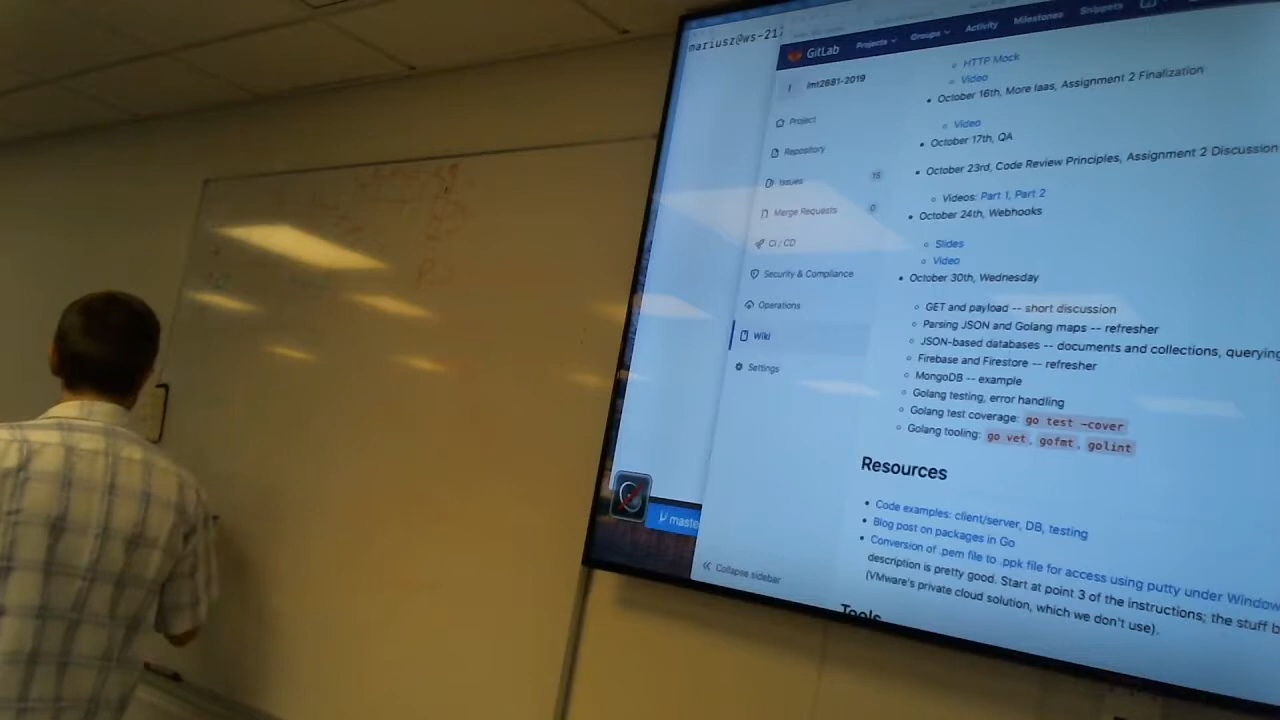 mariusz@ws-21
GitLab Projects Groups Activity Milestones Snippets
I imt2681-2019
Project
Repository
Issues 15
Merge Requests 0
CI / CD
Security & Compliance
Operations
Wiki
Settings
Collapse sidebar
HTTP Mock
Video
October 16th, More Iaas, Assignment 2 Finalization
Video
October 17th, QA
October 23rd, Code Review Principles, Assignment 2 Discussion
Videos: Part 1, Part 2
October 24th, Webhooks
Slides
Video
October 30th, Wednesday
GET and payload -- short discussion
Parsing JSON and Golang maps -- refresher
JSON-based databases -- documents and collections, querying
Firebase and Firestore -- refresher
MongoDB -- example
Golang testing, error handling
Golang test coverage: go test -cover
Golang tooling: go vet, gofmt, golint
Resources
Code examples: client/server, DB, testing
Blog post on packages in Go
Conversion of .pem file to .ppk file for access using putty under Window
description is pretty good. Start at point 3 of the instructions; the stuff b
(VMware's private cloud solution, which we don't use).
Tools
maste